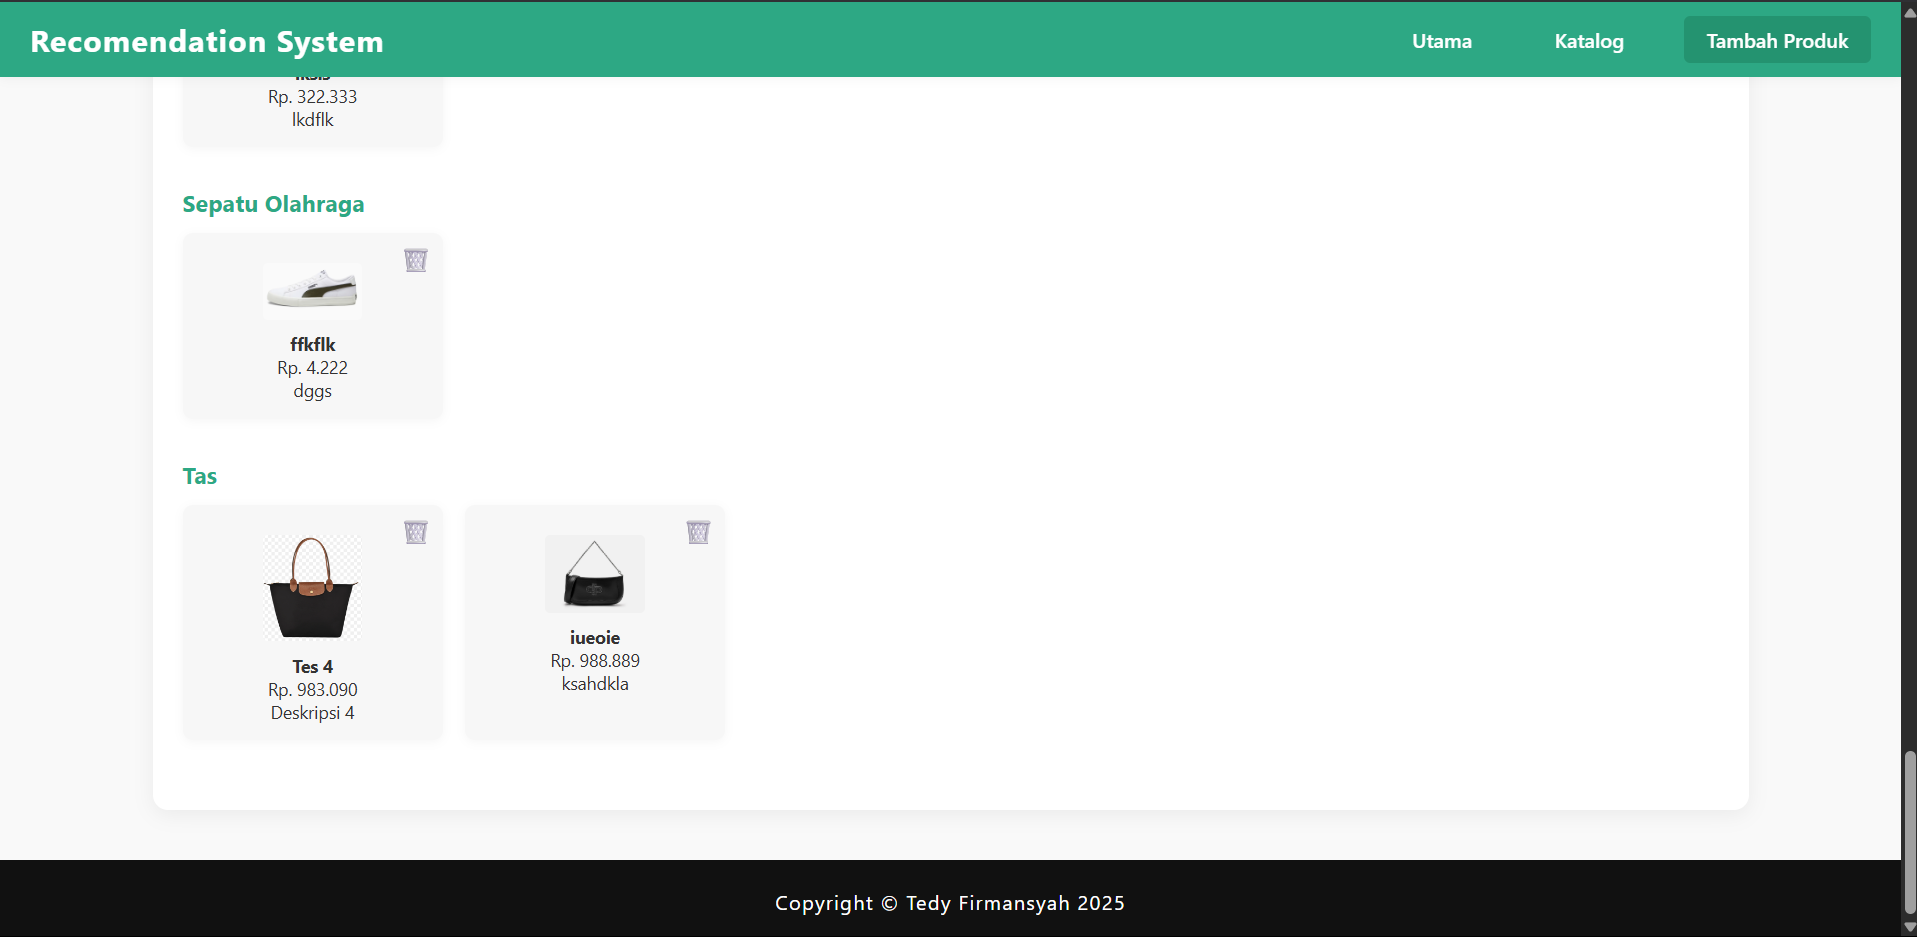 Recomendation System
Utama
Katalog
Tambah Produk
Rp. 322.333
lkdflk
Sepatu Olahraga
ffkflk
Rp. 4.222
dggs
Tas
Tes 4
Rp. 983.090
Deskripsi 4
iueoie
Rp. 988.889
ksahdkla
Copyright © Tedy Firmansyah 2025